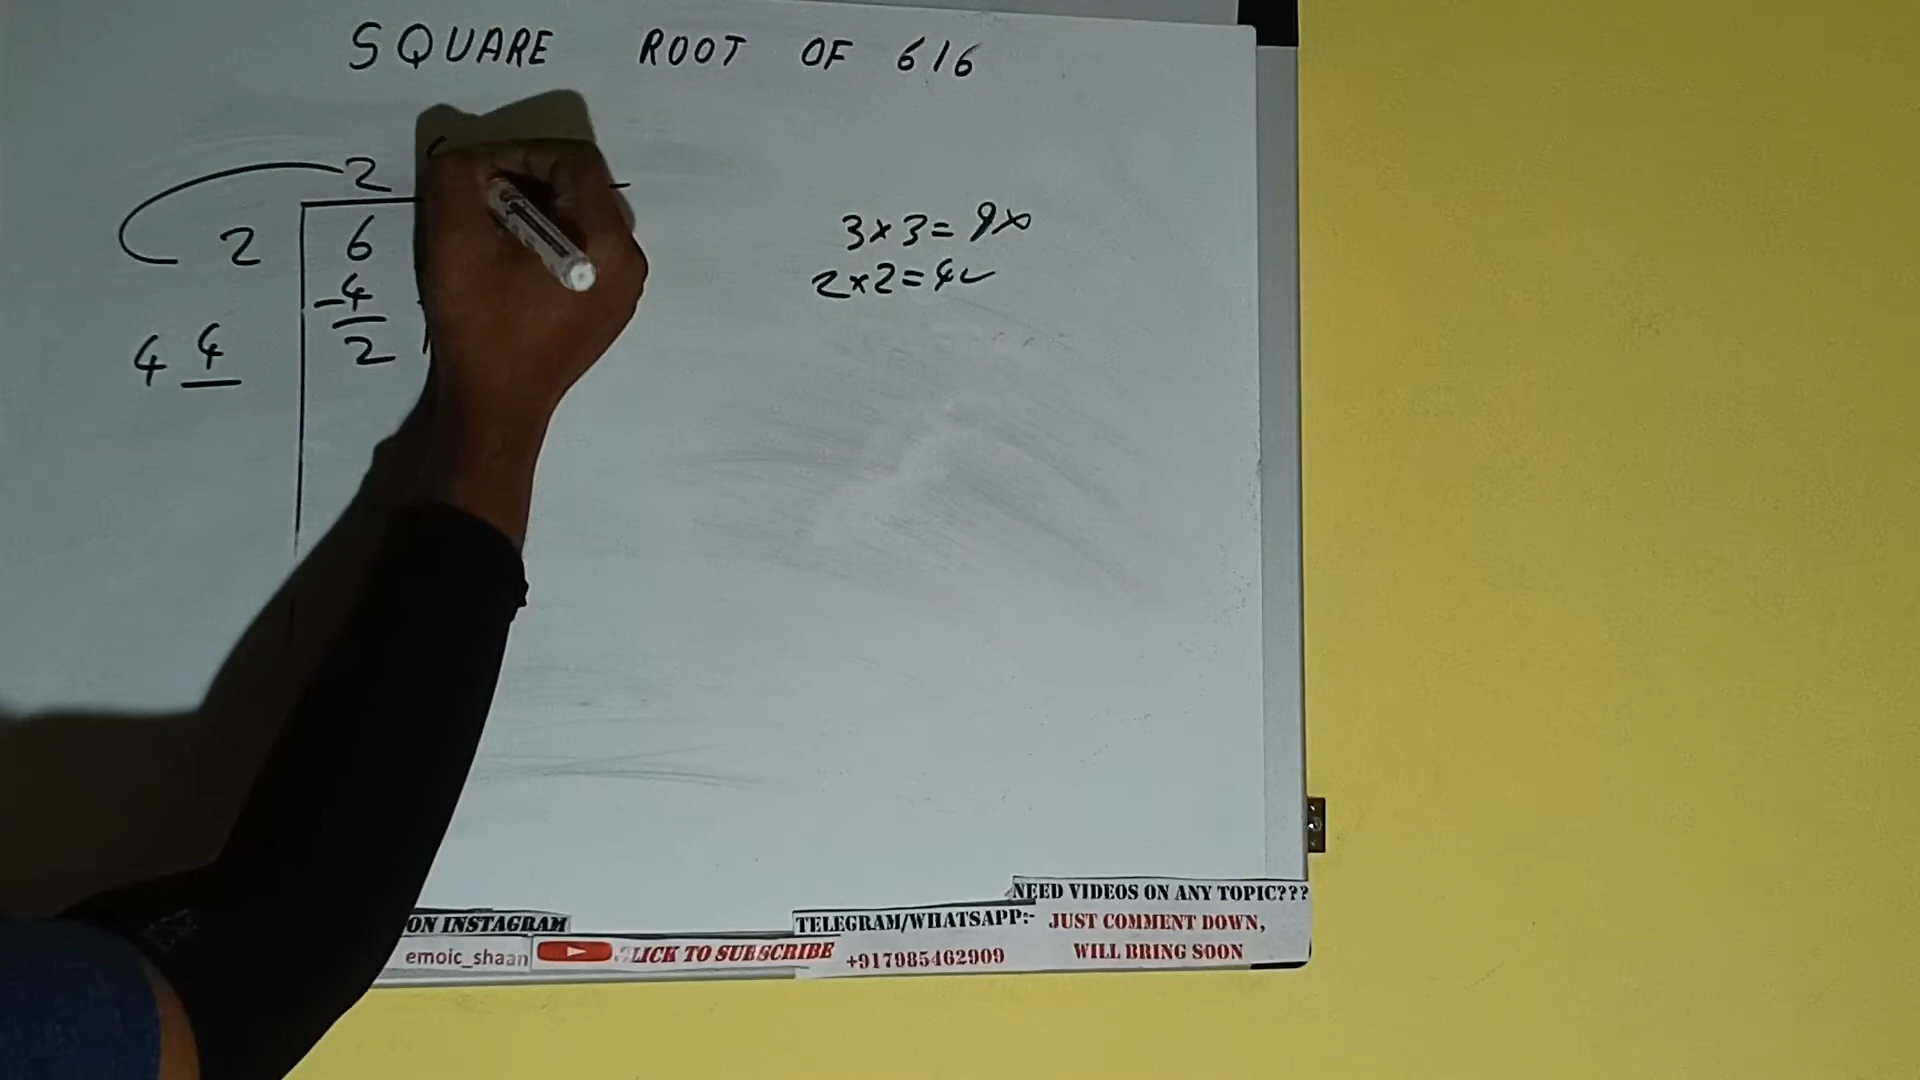 SQUARE ROOT OF 616
2
2 6
3×3=9×
-4
2×2=4✓
4 4 2
NEED VIDEOS ON ANY TOPIC???
ON INSTAGRAM TELEGRAM/WHATSAPP:- JUST COMMENT DOWN,
emoic_shaan LICK TO SUBSCRIBE +917985462909 WILL BRING SOON